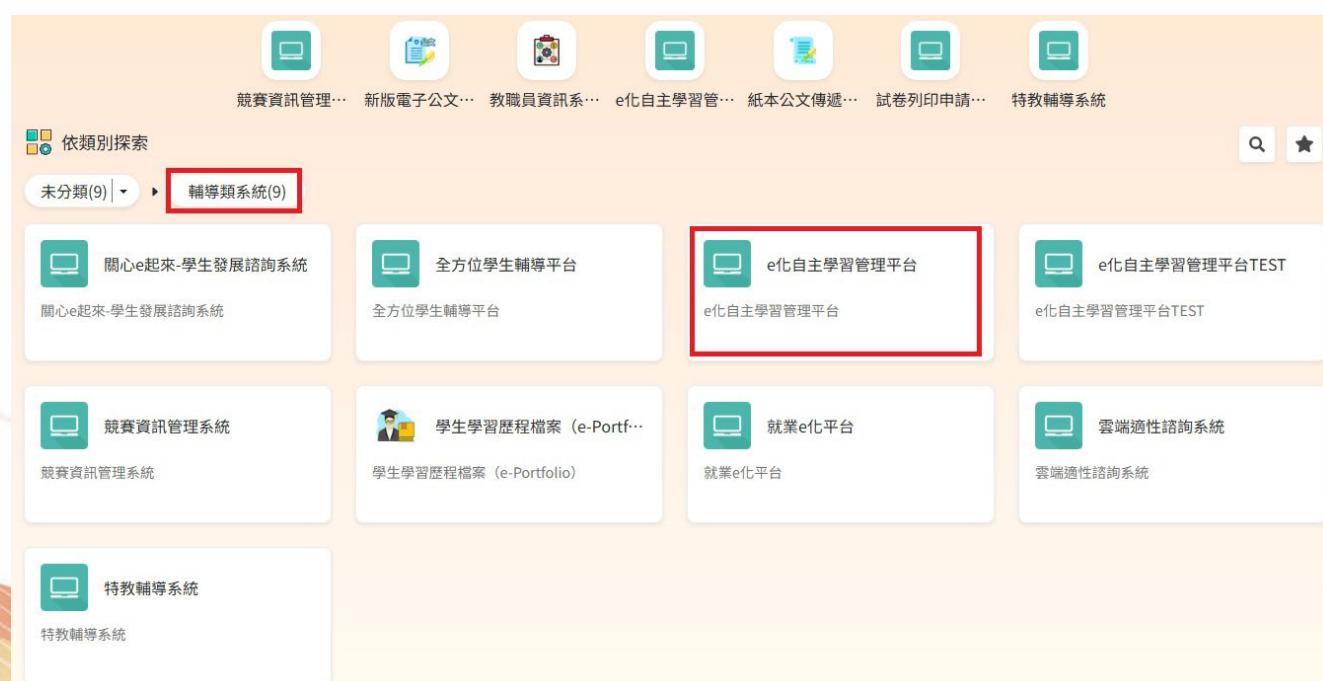 競賽資訊管理…
新版電子公文…
教職員資訊系…
e化自主學習管…
紙本公文傳遞…
試卷列印申請…
特教輔導系統
依類別探索
未分類(9)
輔導類系統(9)
關心e起來-學生發展諮詢系統
關心e起來-學生發展諮詢系統
全方位學生輔導平台
全方位學生輔導平台
e化自主學習管理平台
e化自主學習管理平台
e化自主學習管理平台TEST
e化自主學習管理平台TEST
競賽資訊管理系統
競賽資訊管理系統
學生學習歷程檔案（e-Portf…
學生學習歷程檔案（e-Portfolio）
就業e化平台
就業e化平台
雲端適性諮詢系統
雲端適性諮詢系統
特教輔導系統
特教輔導系統